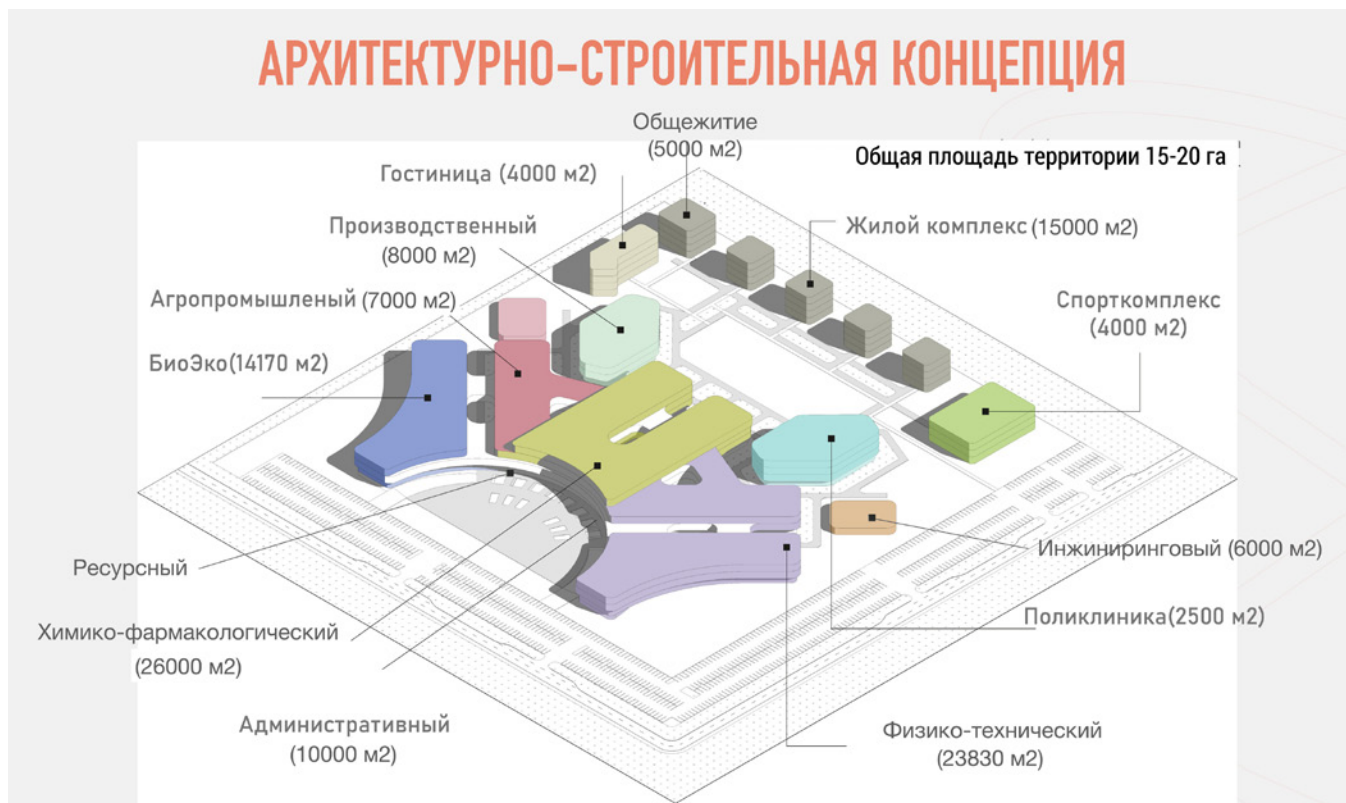 АРХИТЕКТУРНО-СТРОИТЕЛЬНАЯ КОНЦЕПЦИЯ
Общежитие
(5000 м2)
Общая площадь территории 15-20 га
Гостиница (4000 м2)
Производственный
(8000 м2)
Жилой комплекс (15000 м2)
Агропромышленый (7000 м2)
Спорткомплекс
(4000 м2)
БиоЭко(14170 м2)
Ресурсный
Инжиниринговый (6000 м2)
Поликлиника(2500 м2)
Химико-фармакологический
(26000 м2)
Административный
(10000 м2)
Физико-технический
(23830 м2)